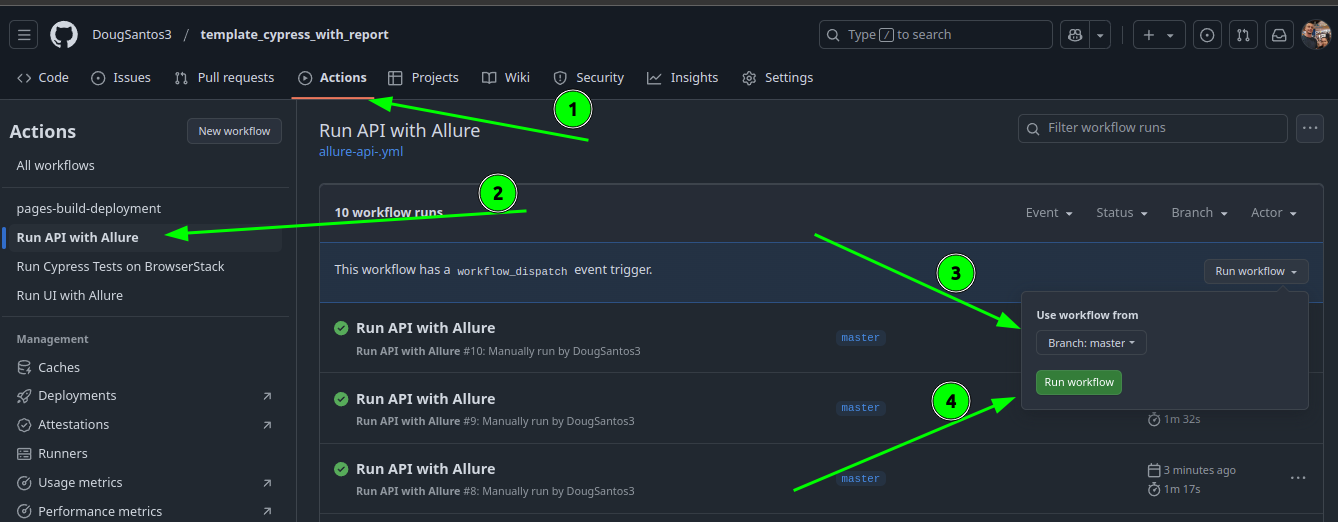 DougSantos3 / template_cypress_with_report
Type / to search
Code Issues Pull requests Actions Projects Wiki Security Insights Settings
1
Actions
New workflow
All workflows
pages-build-deployment
Run API with Allure
Run Cypress Tests on BrowserStack
Run UI with Allure
Management
Caches
Deployments
Attestations
Runners
Usage metrics
Performance metrics
Run API with Allure
allure-api-.yml
Filter workflow runs
2
10 workflow runs
Event Status Branch Actor
This workflow has a workflow_dispatch event trigger.
3
Run workflow
Use workflow from
Branch: master
Run workflow
4
Run API with Allure
Run API with Allure #10: Manually run by DougSantos3
master
Run API with Allure
Run API with Allure #9: Manually run by DougSantos3
master
1m 32s
Run API with Allure
Run API with Allure #8: Manually run by DougSantos3
master
3 minutes ago
1m 17s